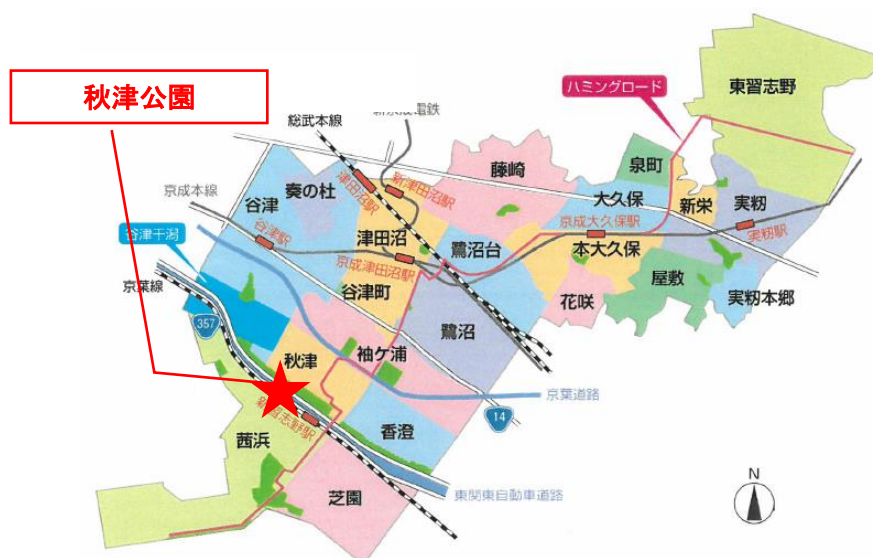 秋津公園
東習志野
ハミングロード
新京成電鉄
総武本線
藤崎
泉町
京成本線
奏の杜
津田沼駅
新津田沼駅
大久保
新栄
実籾
谷津
谷津駅
津田沼
京成大久保駅
実籾駅
谷津干潟
鷺沼台
本大久保
京成津田沼駅
屋敷
京葉線
谷津町
花咲
実籾本郷
357
鷺沼
秋津
袖ケ浦
京葉道路
14
新習志野駅
茜浜
香澄
芝園
東関東自動車道路
N